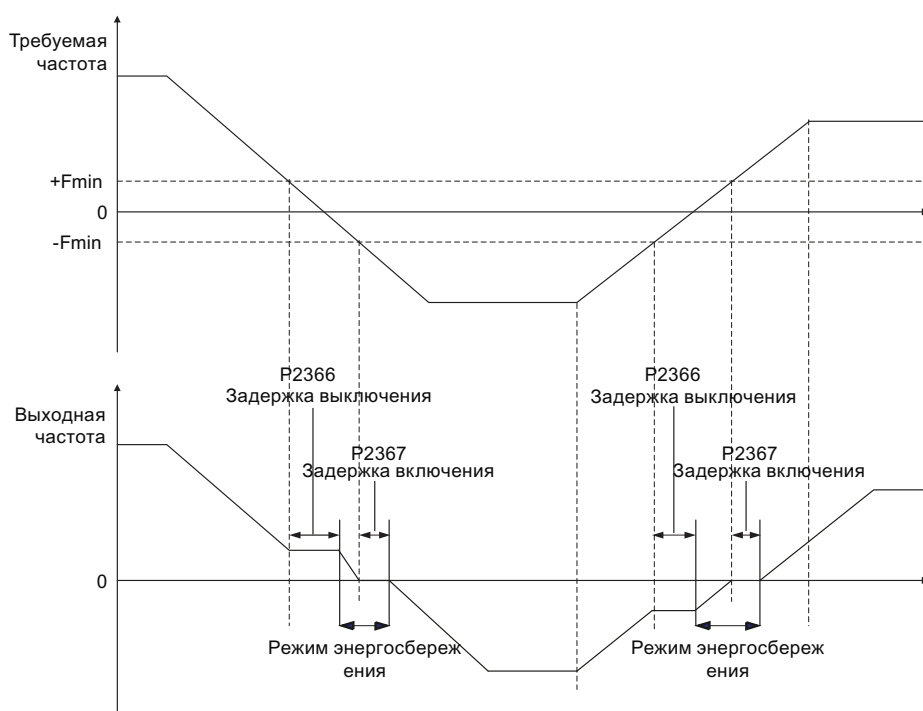 Требуемая
частота
+Fmin
0
-Fmin
P2366
Задержка выключения
P2367
Задержка включения
P2366
Задержка выключения
P2367
Задержка включения
Выходная
частота
0
Режим энергосбереж
ения
Режим энергосбереж
ения